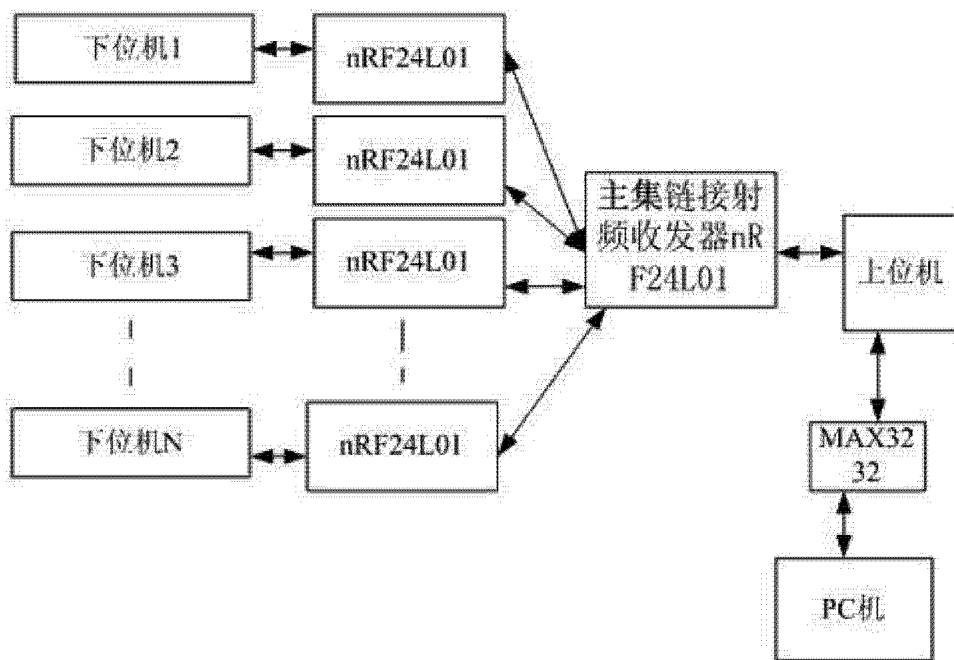 下位机1
nRF24L01
下位机2
nRF24L01
下位机3
nRF24L01
主集链接射
频收发器nR
F24L01
上位机
下位机N
nRF24L01
MAX32
32
PC机